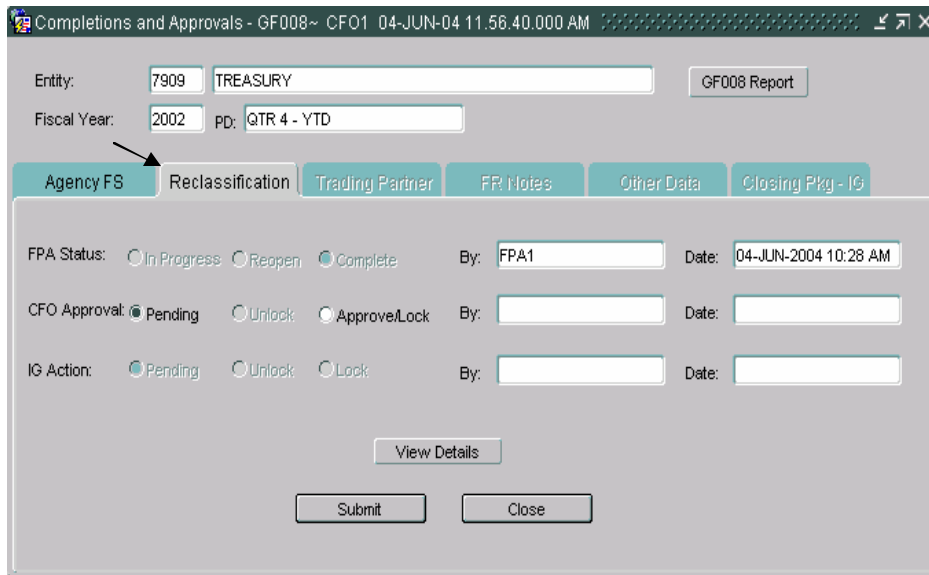 Completions and Approvals - GF008~ CFO1 04-JUN-04 11.56.40.000 AM
Entity: 7909 TREASURY GF008 Report
Fiscal Year: 2002 PD: QTR 4 - YTD
Agency FS Reclassification Trading Partner FR Notes Other Data Closing Pkg - IG
FPA Status: In Progress Reopen Complete By: FPA1 Date: 04-JUN-2004 10:28 AM
CFO Approval: Pending Unlock Approve/Lock By: Date:
IG Action: Pending Unlock Lock By: Date:
View Details
Submit Close